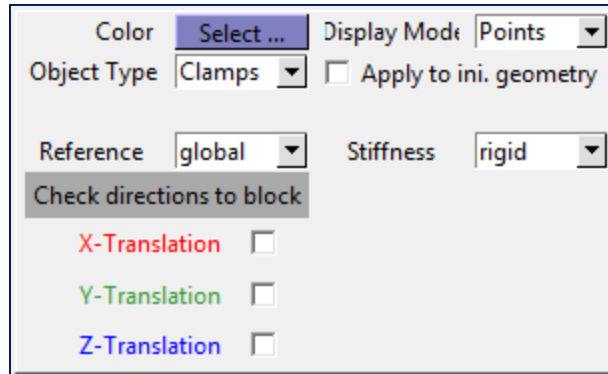 Color Select ... Display Mode Points
Object Type Clamps Apply to ini. geometry
Reference global Stiffness rigid
Check directions to block
X-Translation
Y-Translation
Z-Translation